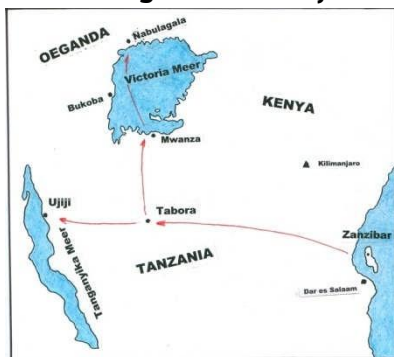 OEGANDA
Nabulagala
Victoria Meer
Bukoba
KENYA
Mwanza
Kilimanjaro
Ujiji
Tabora
Zanzibar
Tanganyika Meer
TANZANIA
Dar es Salaam